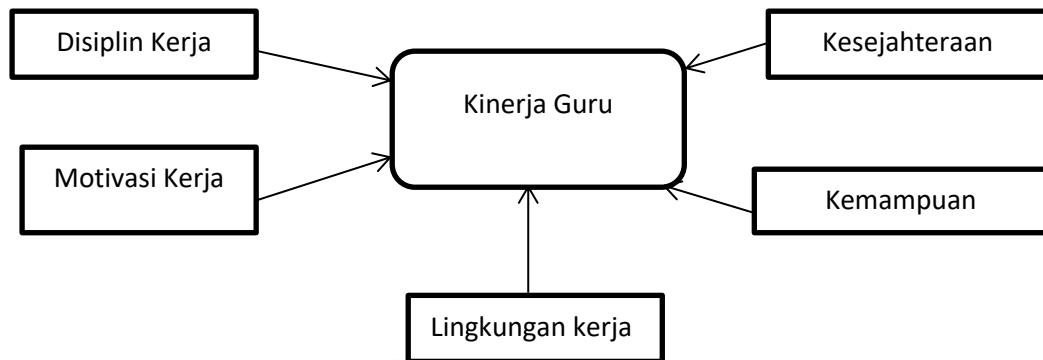 Disiplin Kerja
Kesejahteraan
Kinerja Guru
Motivasi Kerja
Kemampuan
Lingkungan kerja